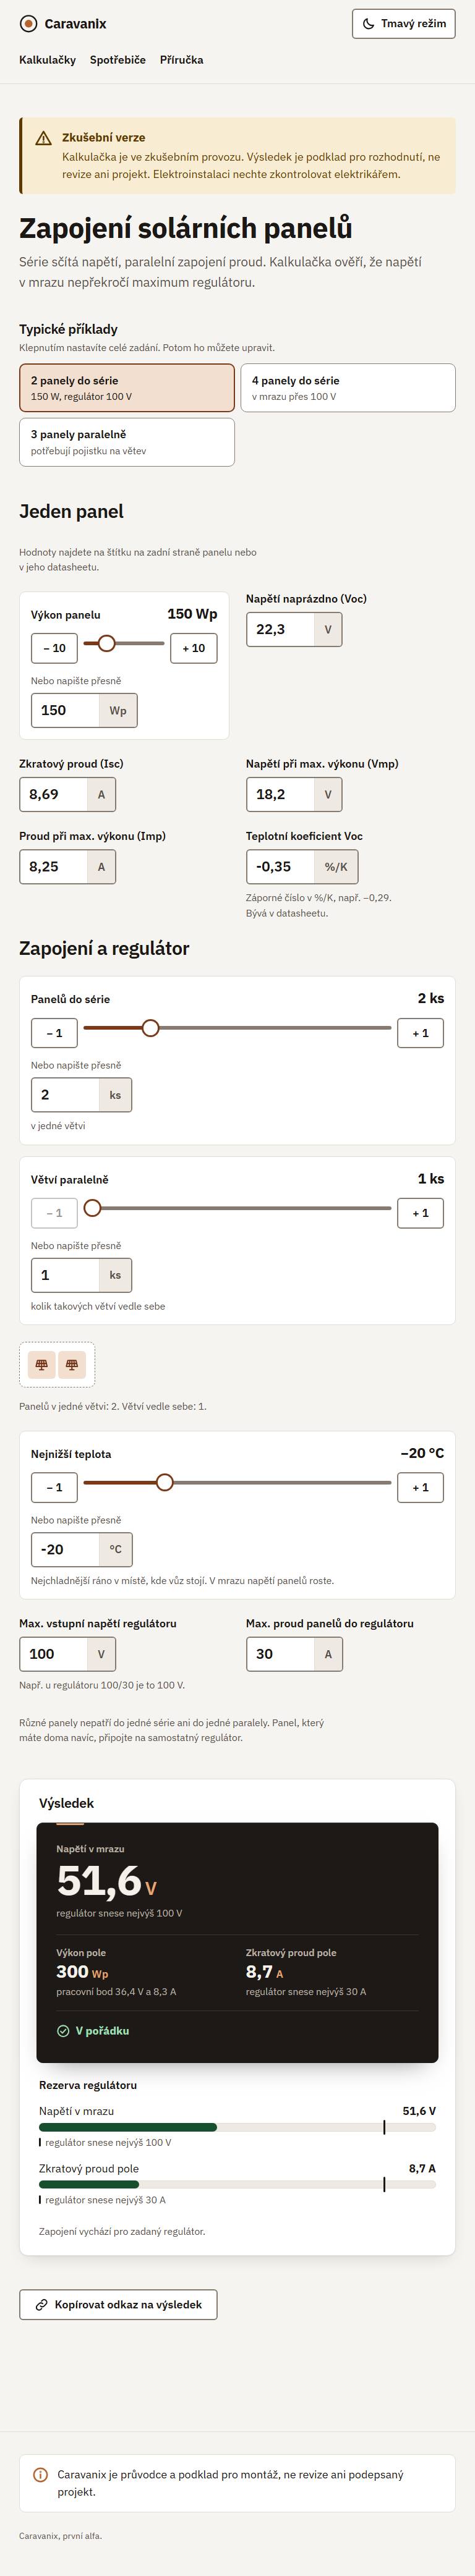 Caravanix
Tmavý režim
Kalkulačky Spotřebiče Příručka
Zkušební verze
Kalkulačka je ve zkušebním provozu. Výsledek je podklad pro rozhodnutí, ne
revize ani projekt. Elektroinstalaci nechte zkontrolovat elektrikářem.
Zapojení solárních panelů
Série sčítá napětí, paralelní zapojení proud. Kalkulačka ověří, že napětí
v mrazu nepřekročí maximum regulátoru.
Typické příklady
Klepnutím nastavíte celé zadání. Potom ho můžete upravit.
2 panely do série
150 W, regulátor 100 V
4 panely do série
v mrazu přes 100 V
3 panely paralelně
potřebují pojistku na větev
Jeden panel
Hodnoty najdete na štítku na zadní straně panelu nebo
v jeho datasheetu.
Výkon panelu 150 Wp
− 10 + 10
Nebo napište přesně
150 Wp
Napětí naprázdno (Voc)
22,3 V
Zkratový proud (Isc)
8,69 A
Napětí při max. výkonu (Vmp)
18,2 V
Proud při max. výkonu (Imp)
8,25 A
Teplotní koeficient Voc
-0,35 %/K
Záporné číslo v %/K, např. −0,29.
Bývá v datasheetu.
Zapojení a regulátor
Panelů do série 2 ks
− 1 + 1
Nebo napište přesně
2 ks
v jedné větvi
Větví paralelně 1 ks
− 1 + 1
Nebo napište přesně
1 ks
kolik takových větví vedle sebe
Panelů v jedné větvi: 2. Větví vedle sebe: 1.
Nejnižší teplota −20 °C
− 1 + 1
Nebo napište přesně
-20 °C
Nejchladnější ráno v místě, kde vůz stojí. V mrazu napětí panelů roste.
Max. vstupní napětí regulátoru
100 V
Např. u regulátoru 100/30 je to 100 V.
Max. proud panelů do regulátoru
30 A
Různé panely nepatří do jedné série ani do jedné paralely. Panel, který
máte doma navíc, připojte na samostatný regulátor.
Výsledek
Napětí v mrazu
51,6 V
regulátor snese nejvýš 100 V
Výkon pole
300 Wp
pracovní bod 36,4 V a 8,3 A
Zkratový proud pole
8,7 A
regulátor snese nejvýš 30 A
V pořádku
Rezerva regulátoru
Napětí v mrazu 51,6 V
regulátor snese nejvýš 100 V
Zkratový proud pole 8,7 A
regulátor snese nejvýš 30 A
Zapojení vychází pro zadaný regulátor.
Kopírovat odkaz na výsledek
Caravanix je průvodce a podklad pro montáž, ne revize ani podepsaný
projekt.
Caravanix, první alfa.